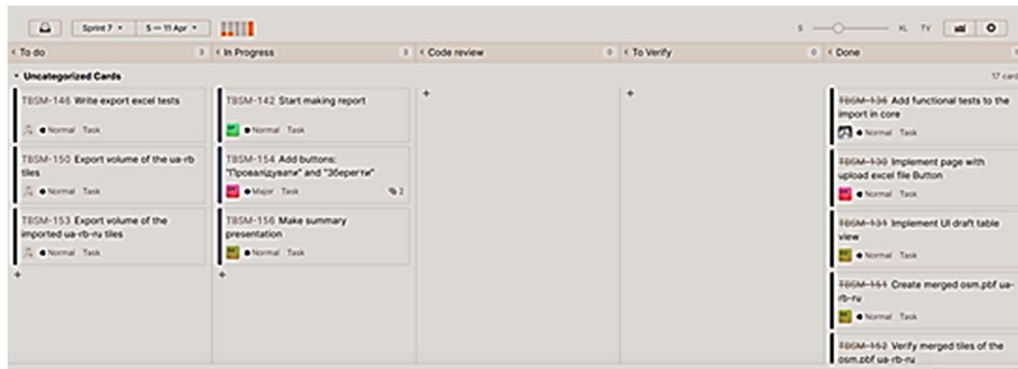 Sprint 7
5 — 11 Apr
S
XL
TV
To do
3
In Progress
3
Code review
0
To Verify
0
Done
Uncategorized Cards
17 card
TBSM-146 Write export excel tests
Normal Task
TBSM-150 Export volume of the ua-rb
tiles
Normal Task
TBSM-153 Export volume of the
imported ua-rb-ru tiles
Normal Task
+
TBSM-142 Start making report
Normal Task
TBSM-154 Add buttons:
"Провалідувати" and "Зберегти"
Major Task
2
TBSM-156 Make summary
presentation
Normal Task
+
+
+
TBSM-136 Add functional tests to the
import in core
Normal Task
TBSM-130 Implement page with
upload excel file Button
Normal Task
TBSM-131 Implement UI draft table
view
Normal Task
TBSM-151 Create merged osm.pbf ua-
rb-ru
Normal Task
TBSM-152 Verify merged tiles of the
osm.pbf ua-rb-ru